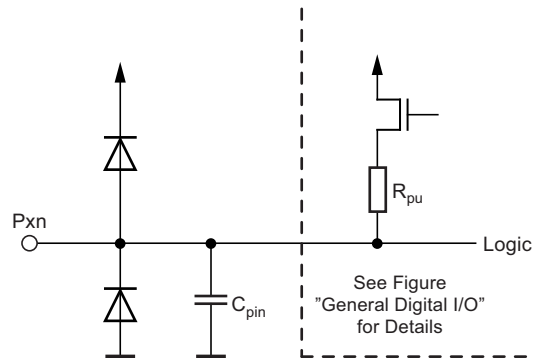 Pxn
Cpin
Rpu
Logic
See Figure
"General Digital I/O"
for Details